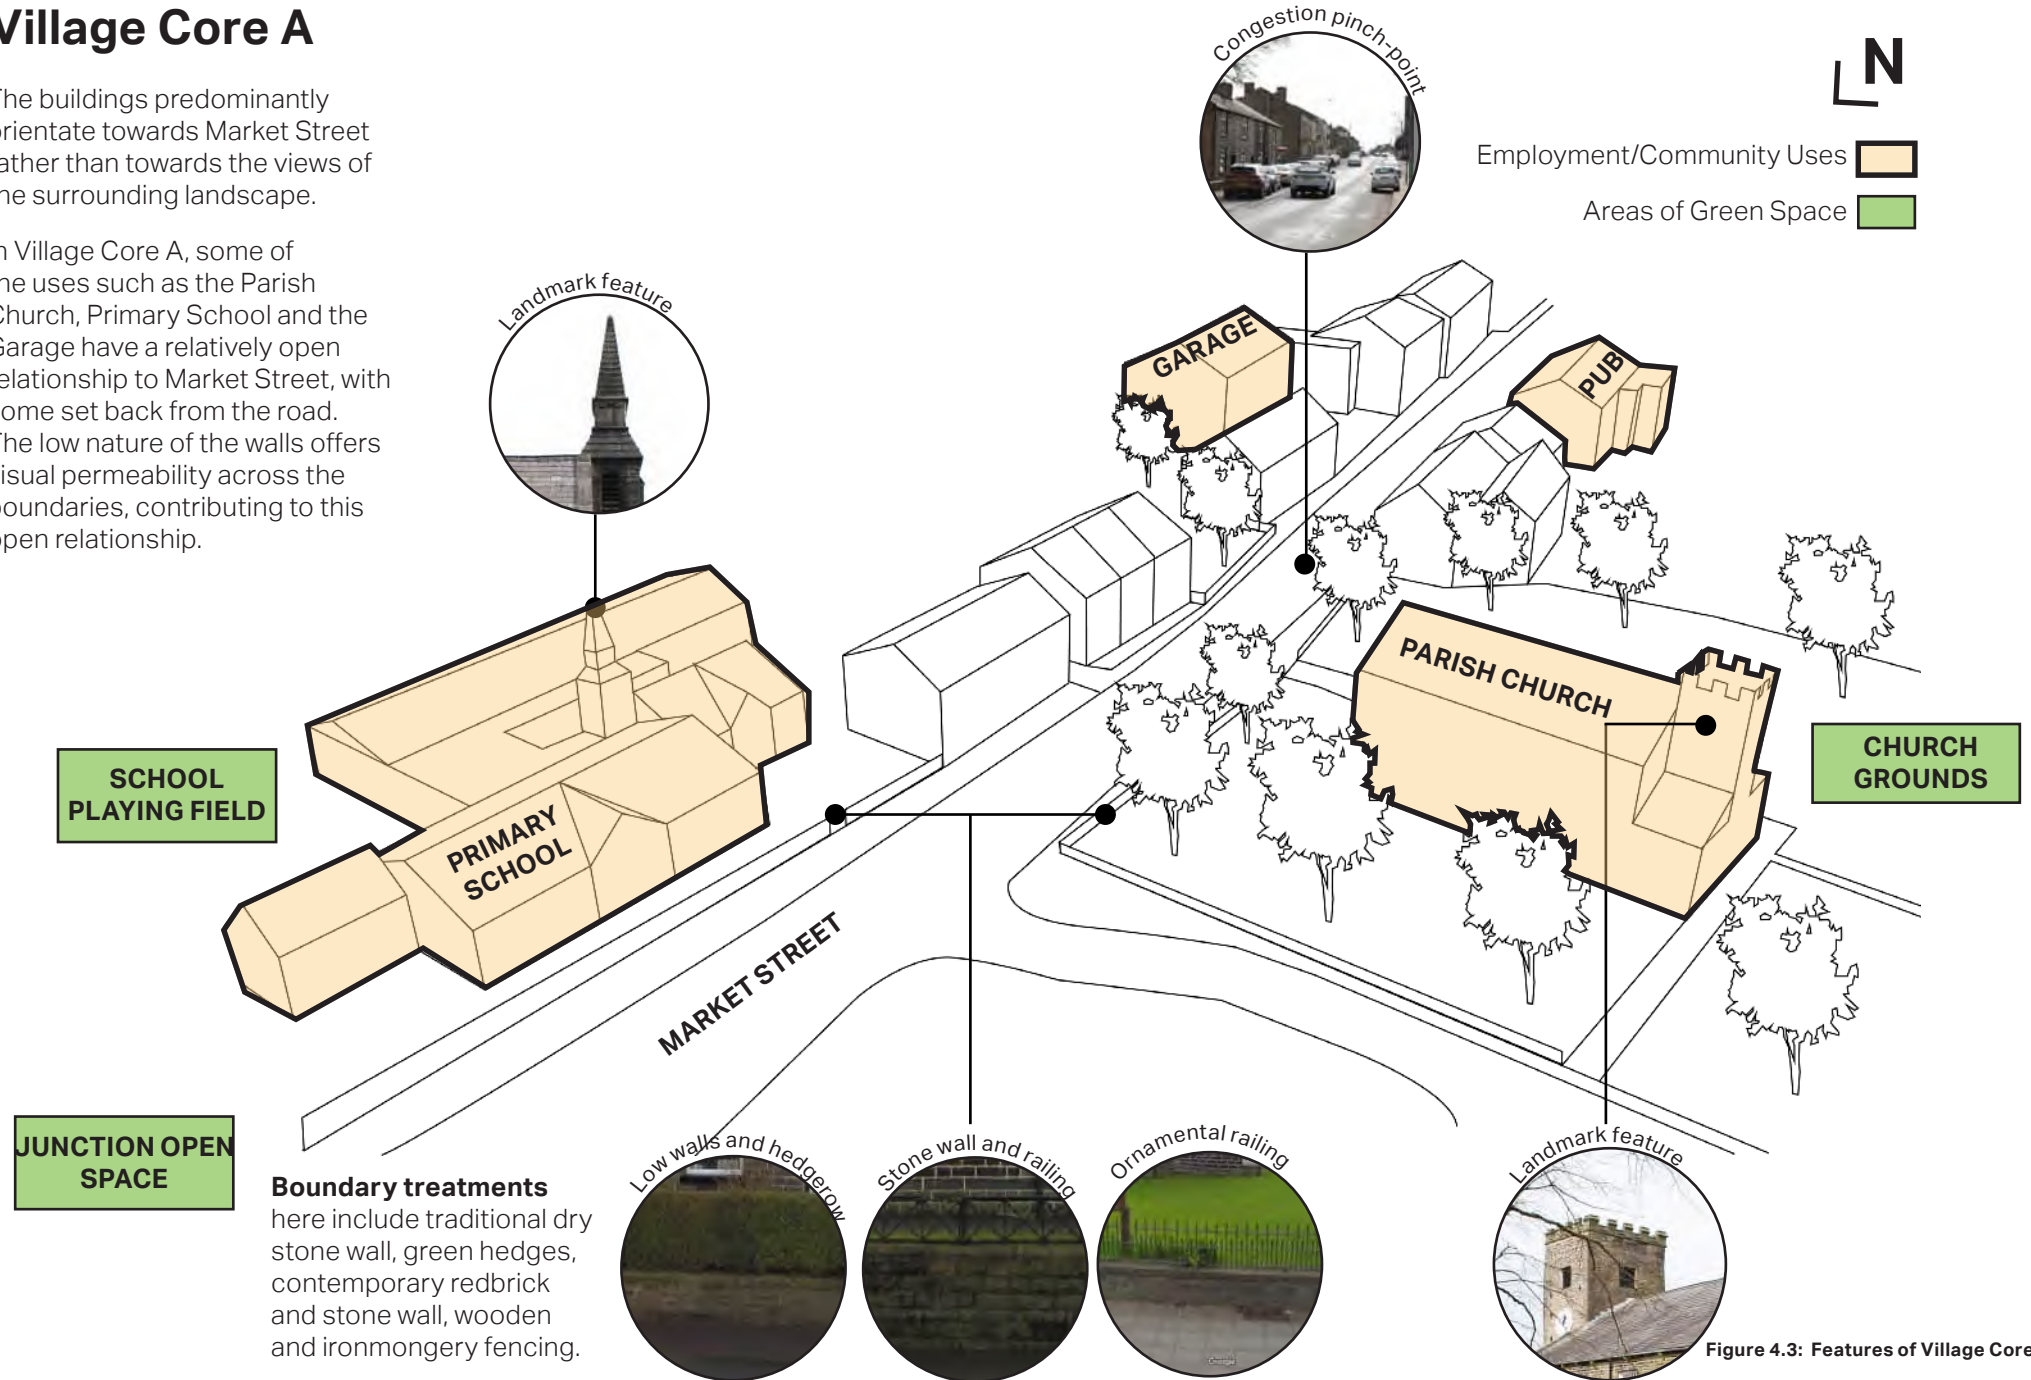 Village Core A
The buildings predominantly
orientate towards Market Street
rather than towards the views of
the surrounding landscape.
In Village Core A, some of
the uses such as the Parish
Church, Primary School and the
Garage have a relatively open
relationship to Market Street, with
some set back from the road.
The low nature of the walls offers
visual permeability across the
boundaries, contributing to this
open relationship.
Congestion pinch-point
N
Employment/Community Uses
Areas of Green Space
Landmark feature
GARAGE
PUB
PARISH CHURCH
CHURCH
GROUNDS
SCHOOL
PLAYING FIELD
PRIMARY
SCHOOL
MARKET STREET
JUNCTION OPEN
SPACE
Boundary treatments
here include traditional dry
stone wall, green hedges,
contemporary redbrick
and stone wall, wooden
and ironmongery fencing.
Low walls and hedgerow
Stone wall and railing
Ornamental railing
Landmark feature
Figure 4.3: Features of Village Core